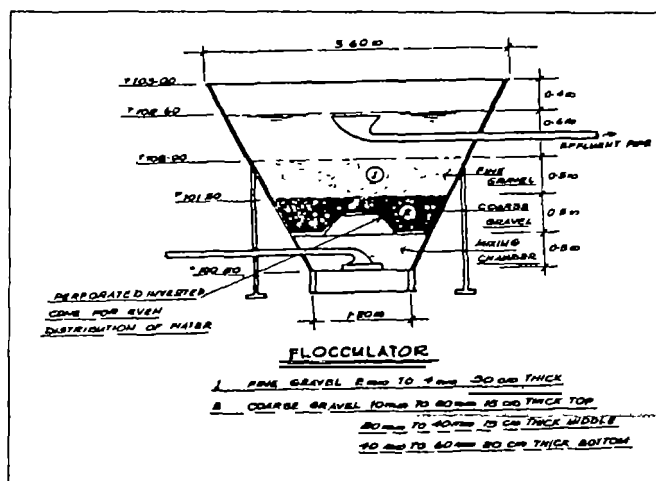 3.60 m
103.00
0.4 m
102.60
0.6 m
EFFLUENT PIPE
102.00
FINE
GRAVEL
0.5 m
101.50
COARSE
GRAVEL
0.5 m
MIXING
CHAMBER
0.5 m
100.50
PERFORATED INVERTED
CONE FOR EVEN
DISTRIBUTION OF WATER
1.20 m
FLOCCULATOR
1 FINE GRAVEL 2 mm TO 4 mm 50 cm THICK
2 COARSE GRAVEL 10 mm TO 20 mm 15 cm THICK TOP
20 mm TO 40 mm 15 cm THICK MIDDLE
40 mm TO 60 mm 20 cm THICK BOTTOM